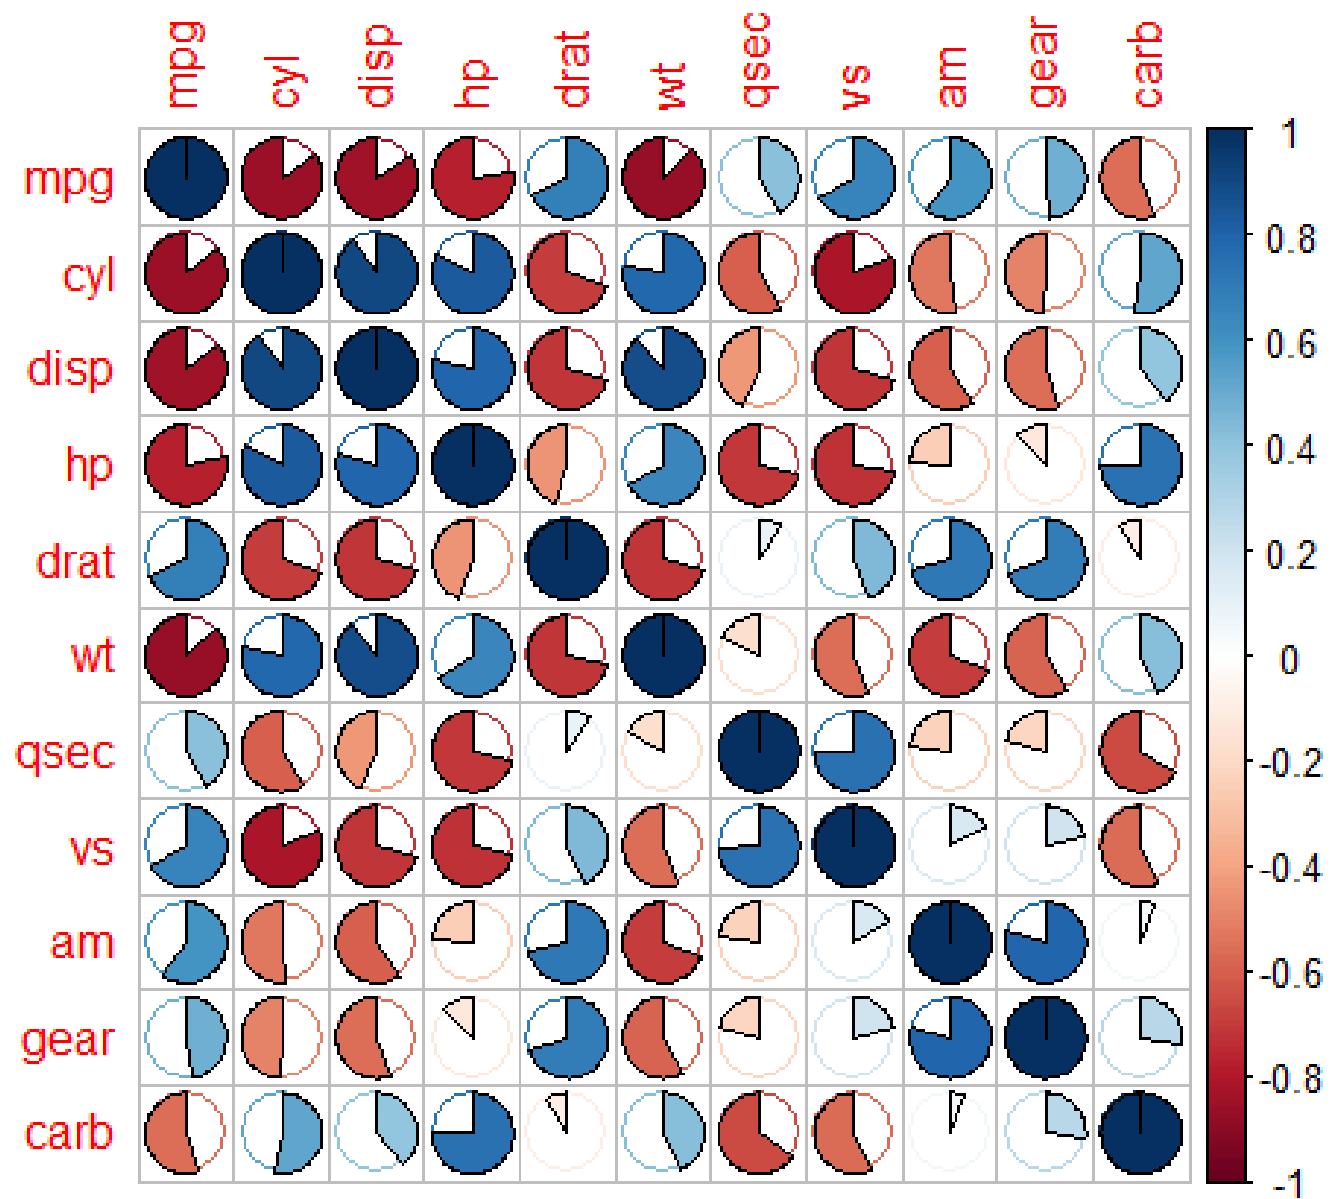 mpg cyl disp hp drat wt qsec vs am gear carb
mpg
cyl
disp
hp
drat
wt
qsec
vs
am
gear
carb
1
0.8
0.6
0.4
0.2
0
-0.2
-0.4
-0.6
-0.8
-1